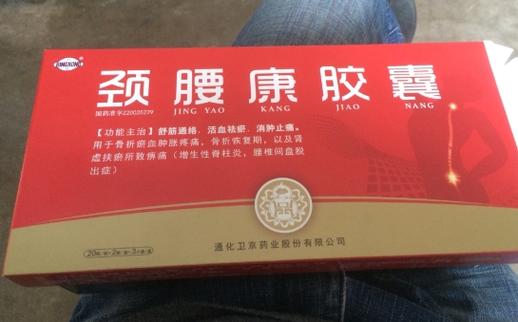 颈腰康胶囊
JING YAO KANG JIAO NANG
国药准字Z20025279
【功能主治】舒筋通络，活血祛瘀，消肿止痛。
用于骨折瘀血肿胀疼痛，骨折恢复期，以及肾
虚挟瘀所致痹痛（增生性脊柱炎，腰椎间盘脱
出症）
通化卫京药业股份有限公司